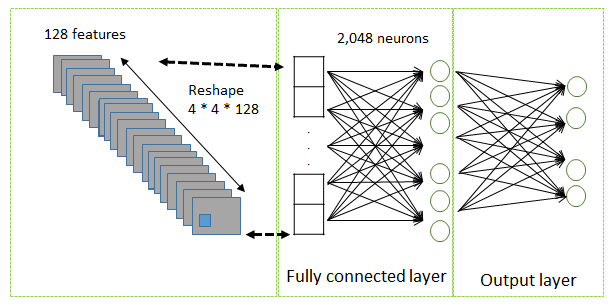 128 features
2,048 neurons
Reshape
4 * 4 * 128
Fully connected layer
Output layer